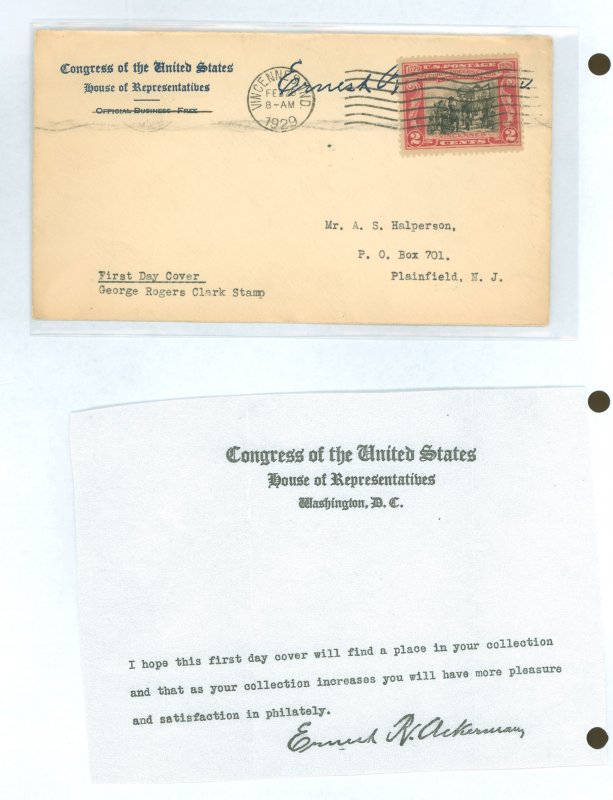 Congress of the United States
House of Representatives
Official Business-Free
Ernest
VINCENNES, IND.
FEB
8-AM
1929
U.S. POSTAGE
2 CENTS 2
Mr. A. S. Halperson,
P. O. Box 701.
Plainfield, N. J.
First Day Cover
George Rogers Clark Stamp
Congress of the United States
House of Representatives
Washington, D.C.
I hope this first day cover will find a place in your collection
and that as your collection increases you will have more pleasure
and satisfaction in philately.
Ernest R. Ackerman